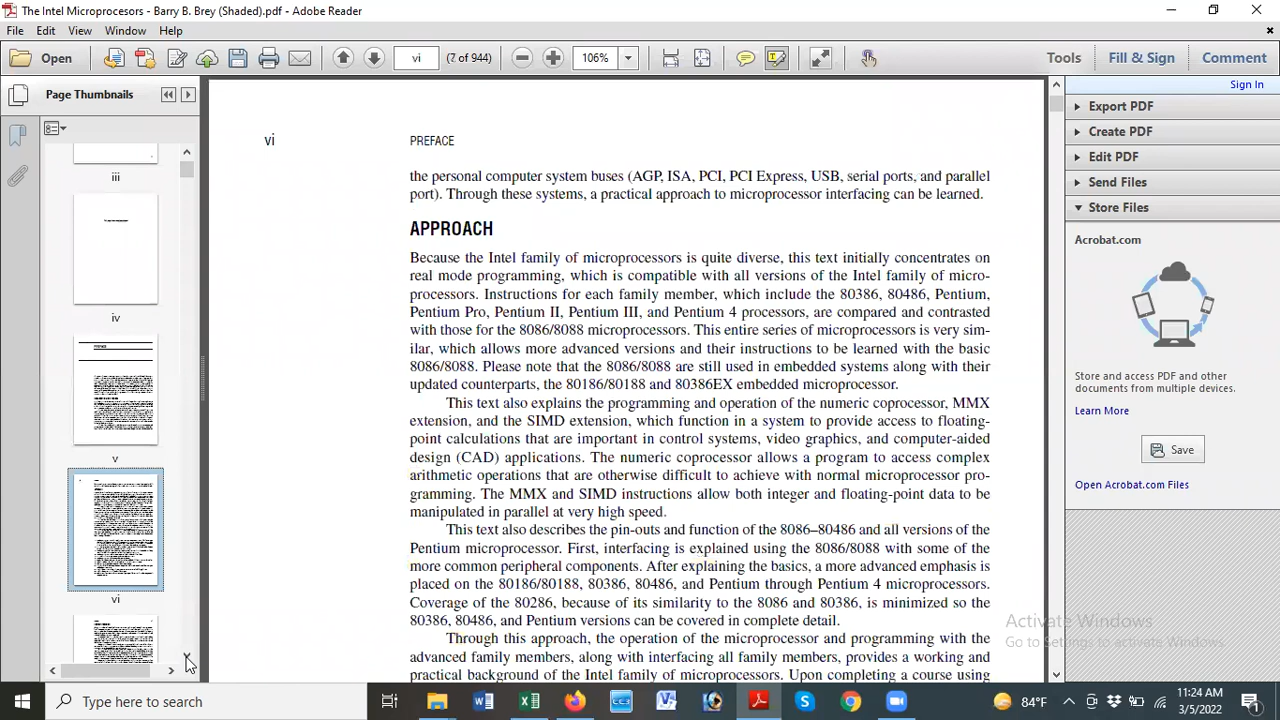 The Intel Microprocesors - Barry B. Brey (Shaded).pdf - Adobe Reader
File Edit View Window Help
Open vi (7 of 944) 106% Tools Fill & Sign Comment
Page Thumbnails
Sign In
iii
iv
v
vi
vi PREFACE
the personal computer system buses (AGP, ISA, PCI, PCI Express, USB, serial ports, and parallel
port). Through these systems, a practical approach to microprocessor interfacing can be learned.
APPROACH
Because the Intel family of microprocessors is quite diverse, this text initially concentrates on
real mode programming, which is compatible with all versions of the Intel family of micro-
processors. Instructions for each family member, which include the 80386, 80486, Pentium,
Pentium Pro, Pentium II, Pentium III, and Pentium 4 processors, are compared and contrasted
with those for the 8086/8088 microprocessors. This entire series of microprocessors is very sim-
ilar, which allows more advanced versions and their instructions to be learned with the basic
8086/8088. Please note that the 8086/8088 are still used in embedded systems along with their
updated counterparts, the 80186/80188 and 80386EX embedded microprocessor.
This text also explains the programming and operation of the numeric coprocessor, MMX
extension, and the SIMD extension, which function in a system to provide access to floating-
point calculations that are important in control systems, video graphics, and computer-aided
design (CAD) applications. The numeric coprocessor allows a program to access complex
arithmetic operations that are otherwise difficult to achieve with normal microprocessor pro-
gramming. The MMX and SIMD instructions allow both integer and floating-point data to be
manipulated in parallel at very high speed.
This text also describes the pin-outs and function of the 8086–80486 and all versions of the
Pentium microprocessor. First, interfacing is explained using the 8086/8088 with some of the
more common peripheral components. After explaining the basics, a more advanced emphasis is
placed on the 80186/80188, 80386, 80486, and Pentium through Pentium 4 microprocessors.
Coverage of the 80286, because of its similarity to the 8086 and 80386, is minimized so the
80386, 80486, and Pentium versions can be covered in complete detail.
Through this approach, the operation of the microprocessor and programming with the
advanced family members, along with interfacing all family members, provides a working and
practical background of the Intel family of microprocessors. Upon completing a course using
Export PDF
Create PDF
Edit PDF
Send Files
Store Files
Acrobat.com
Store and access PDF and other
documents from multiple devices.
Learn More
Save
Open Acrobat.com Files
Activate Windows
Go to Settings to activate Windows.
Type here to search
84°F
11:24 AM
3/5/2022